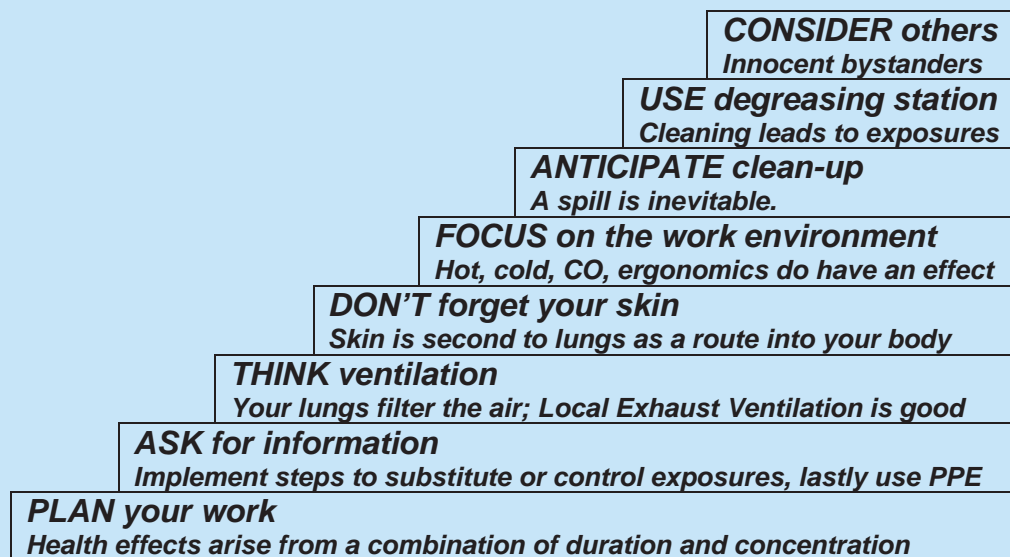 CONSIDER others
Innocent bystanders
USE degreasing station
Cleaning leads to exposures
ANTICIPATE clean-up
A spill is inevitable.
FOCUS on the work environment
Hot, cold, CO, ergonomics do have an effect
DON’T forget your skin
Skin is second to lungs as a route into your body
THINK ventilation
Your lungs filter the air; Local Exhaust Ventilation is good
ASK for information
Implement steps to substitute or control exposures, lastly use PPE
PLAN your work
Health effects arise from a combination of duration and concentration